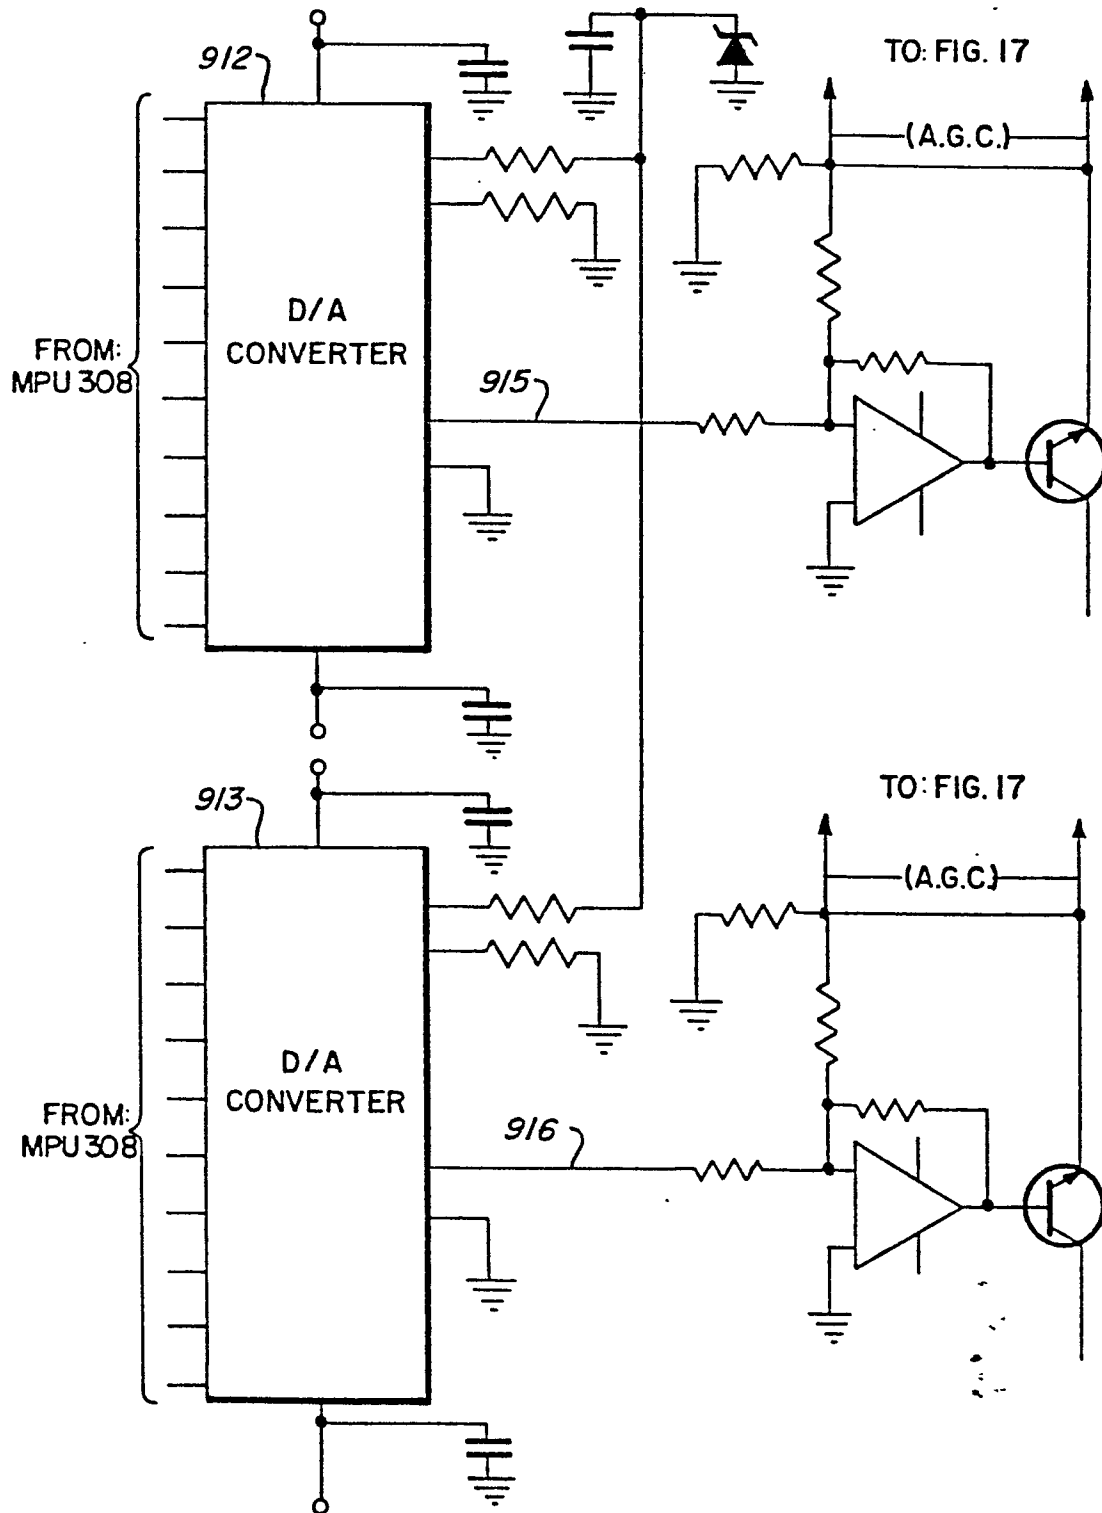 912
TO: FIG. 17
(A.G.C.)
D/A
CONVERTER
FROM:
MPU 308
915
TO: FIG. 17
913
(A.G.C.)
D/A
CONVERTER
FROM:
MPU 308
916